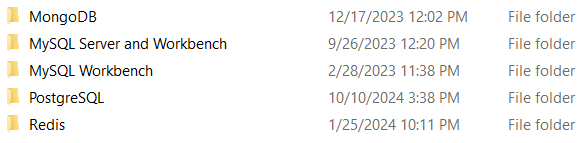 MongoDB 12/17/2023 12:02 PM File folder
MySQL Server and Workbench 9/26/2023 12:20 PM File folder
MySQL Workbench 2/28/2023 11:38 PM File folder
PostgreSQL 10/10/2024 3:38 PM File folder
Redis 1/25/2024 10:11 PM File folder